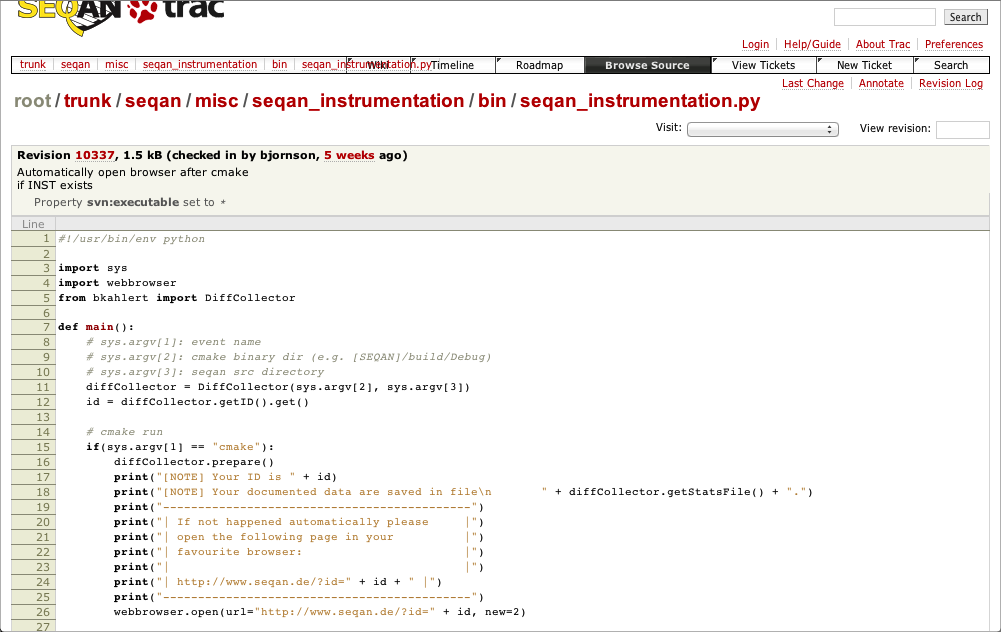 SEQAN trac
Search
Login Help/Guide About Trac Preferences
trunk seqan misc seqan_instrumentation bin seqan_instrumentation.py Wiki Timeline Roadmap Browse Source View Tickets New Ticket Search
Last Change Annotate Revision Log
root/trunk/seqan/misc/seqan_instrumentation/bin/seqan_instrumentation.py
Visit: View revision:
Revision 10337, 1.5 kB (checked in by bjornson, 5 weeks ago)
Automatically open browser after cmake
if INST exists
Property svn:executable set to *
Line
1 #!/usr/bin/env python
2
3 import sys
4 import webbrowser
5 from bkahlert import DiffCollector
6
7 def main():
8     # sys.argv[1]: event name
9     # sys.argv[2]: cmake binary dir (e.g. [SEQAN]/build/Debug)
10     # sys.argv[3]: seqan src directory
11     diffCollector = DiffCollector(sys.argv[2], sys.argv[3])
12     id = diffCollector.getID().get()
13
14     # cmake run
15     if(sys.argv[1] == "cmake"):
16         diffCollector.prepare()
17         print("[NOTE] Your ID is " + id)
18         print("[NOTE] Your documented data are saved in file\n       " + diffCollector.getStatsFile() + ".")
19         print("--------------------------------------------")
20         print("| If not happened automatically please     |")
21         print("| open the following page in your          |")
22         print("| favourite browser:                       |")
23         print("|                                          |")
24         print("| http://www.seqan.de/?id=" + id + " |")
25         print("--------------------------------------------")
26         webbrowser.open(url="http://www.seqan.de/?id=" + id, new=2)
27